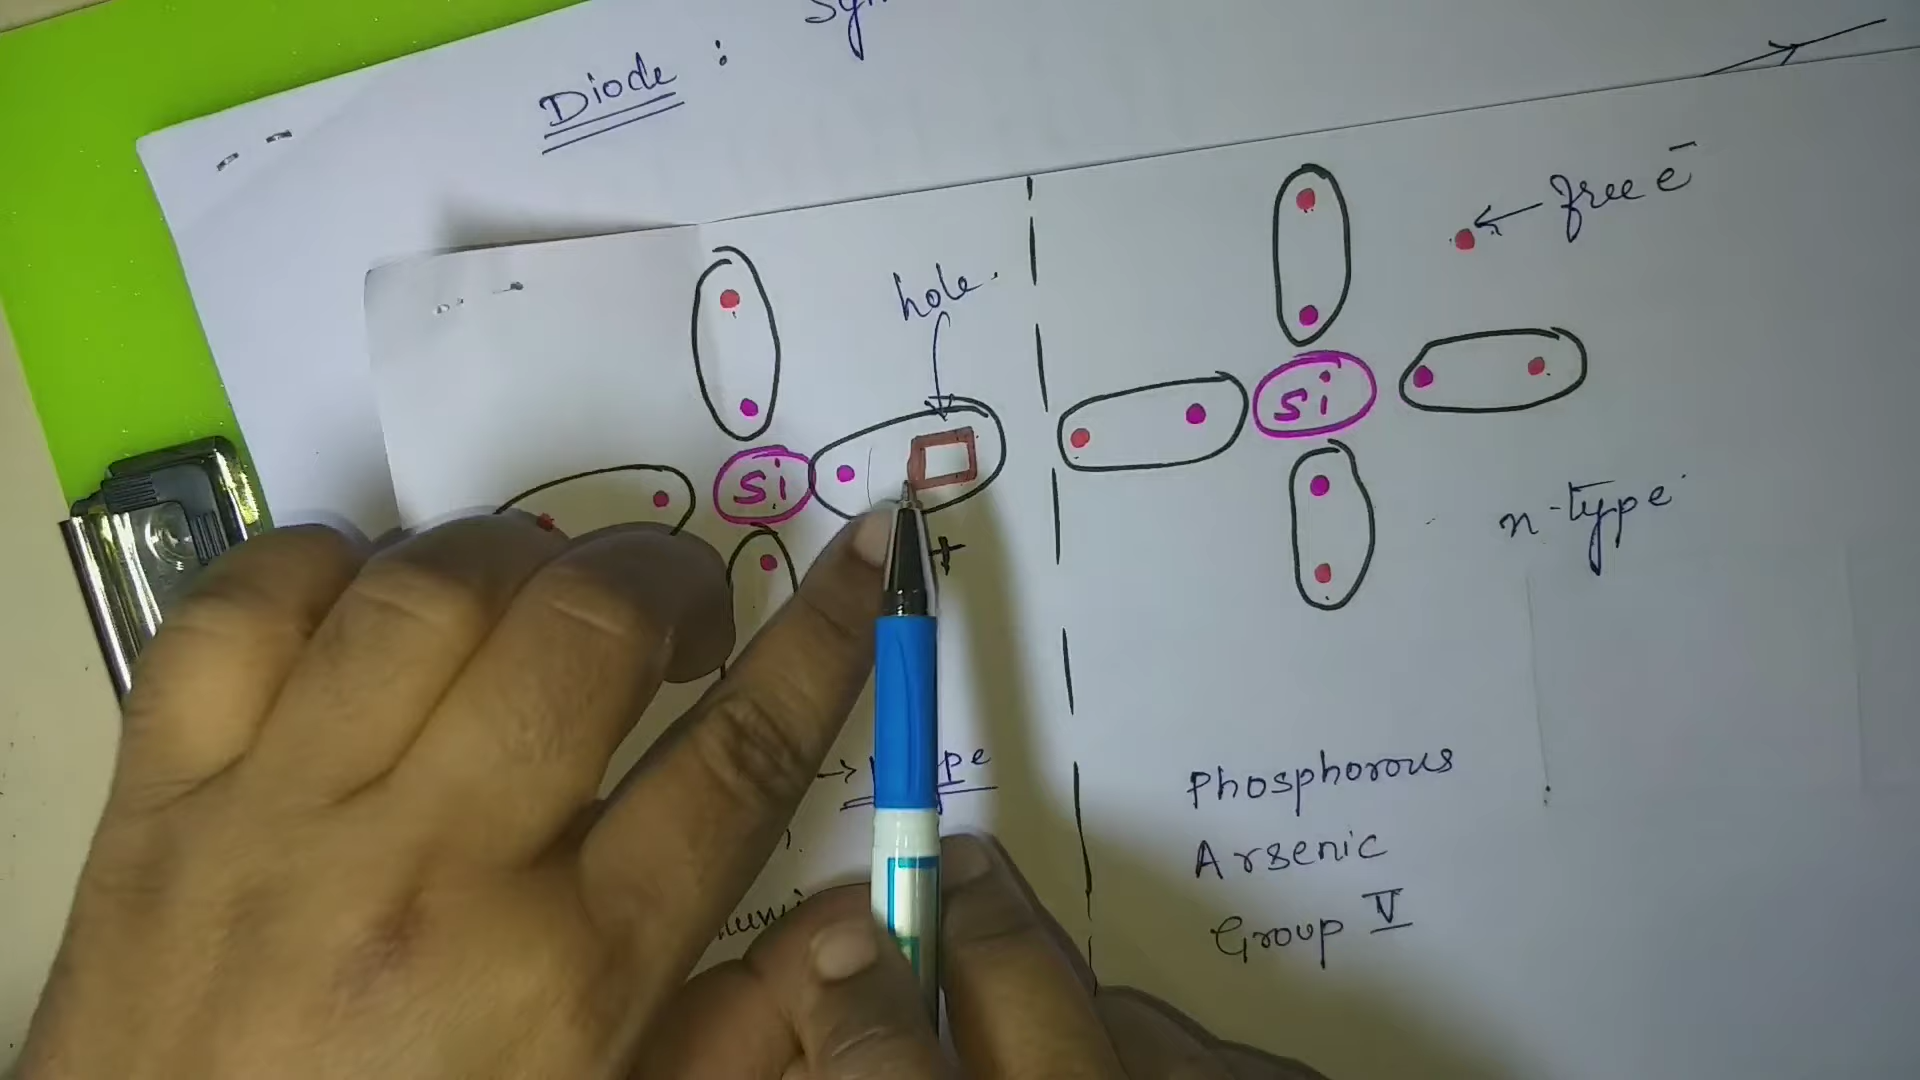 Diode :
hole.
free e⁻
Si
Si
+
n-type
Phosphorous
Arsenic
Group V